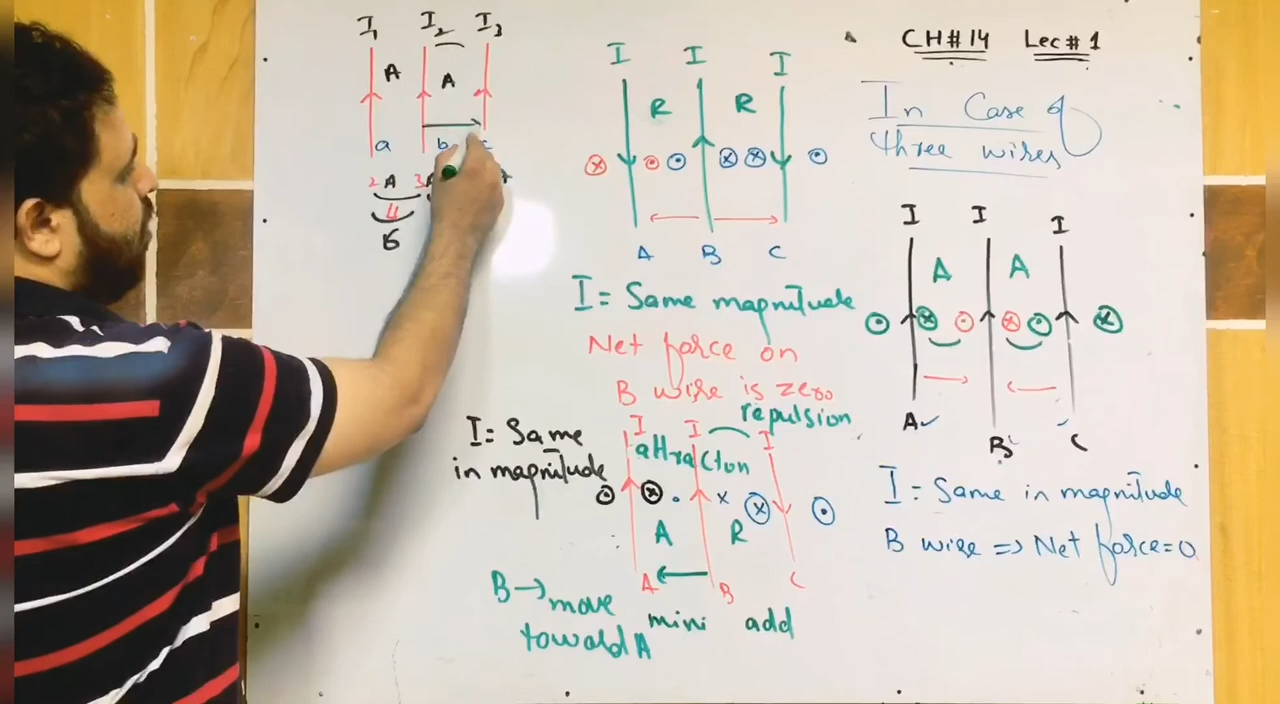 CH#14 Lec#1
In Case of
three wires
I₁ I₂ I₃
A A
a b c
2A 3A
4
6
I I I
R R
A B C
I = Same magnitude
Net force on
B wire is zero
I = Same
in magnitude
repulsion
I I I
attracton
A R
A B C
B → move
toward A
mini add
I I I
A A
A B C
I = Same in magnitude
B wire => Net force=0